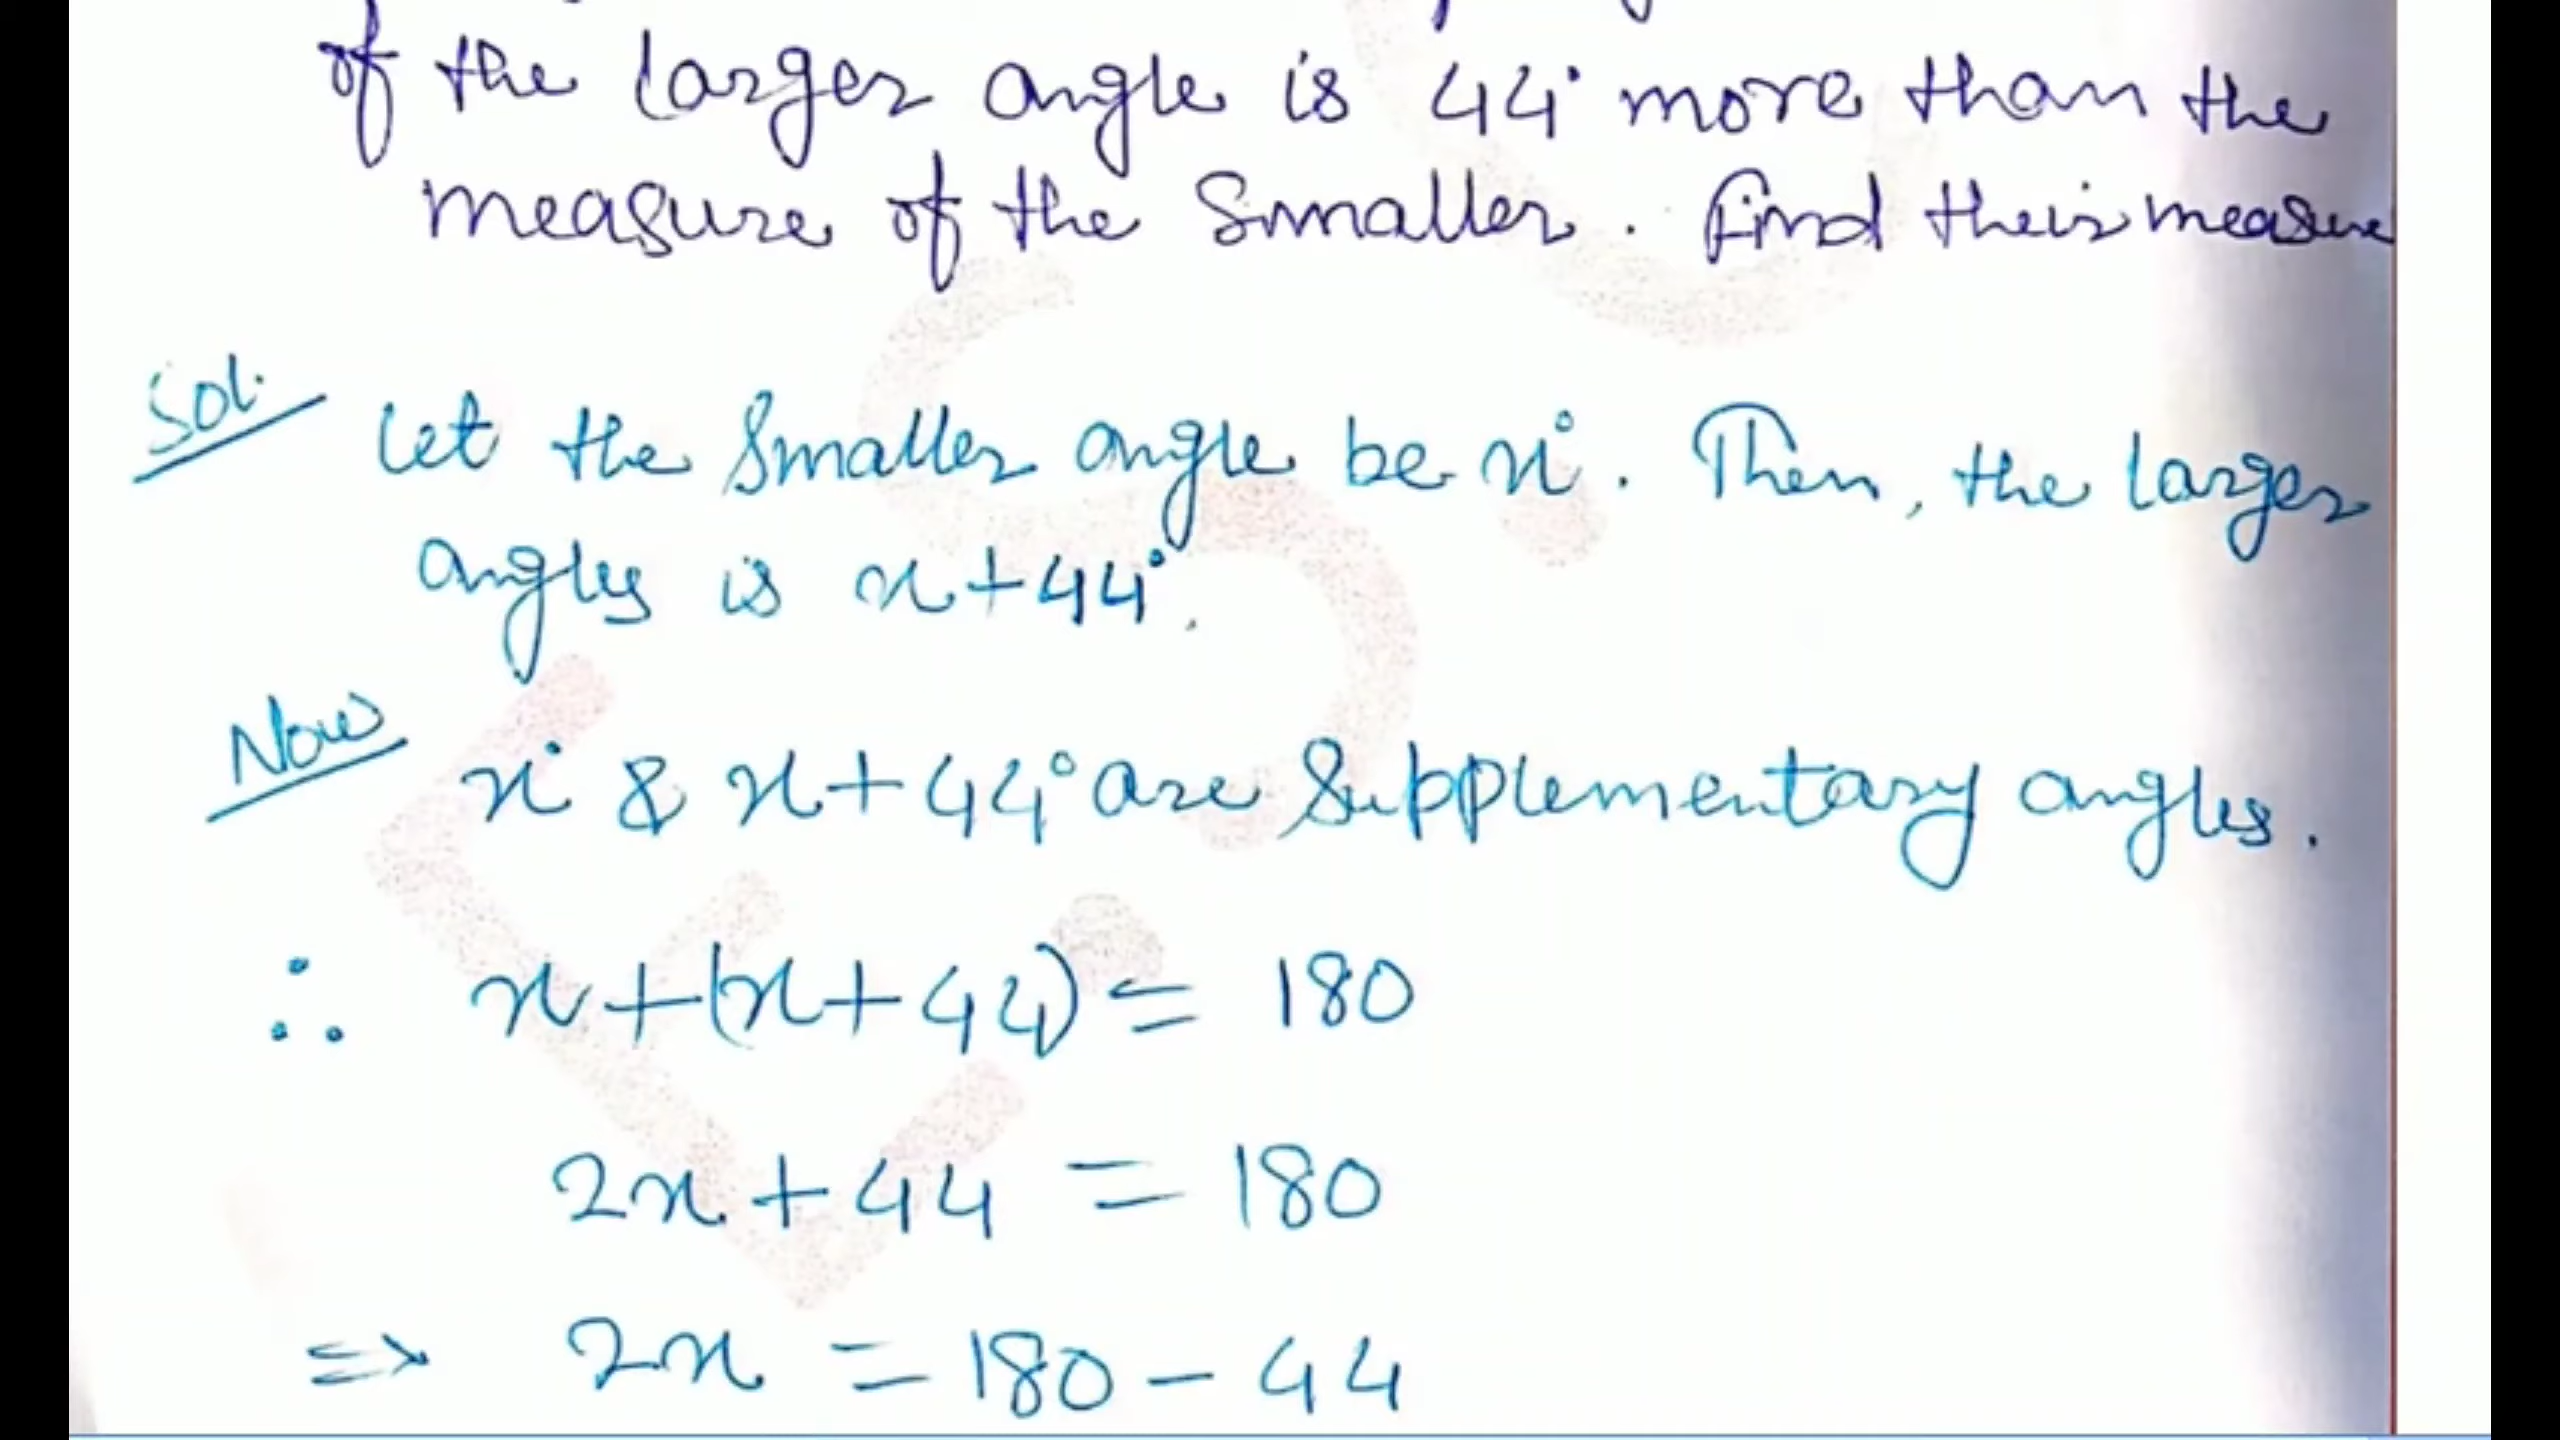 of the larger angle is 44° more than the
measure of the Smaller. Find their measure
Sol. Let the Smaller angle be x°. Then, the larger
angles is x+44°.
Now x° & x+44° are Supplementary angles.
∴ x+(x+44) = 180
2x+44 = 180
⇒ 2x = 180 - 44